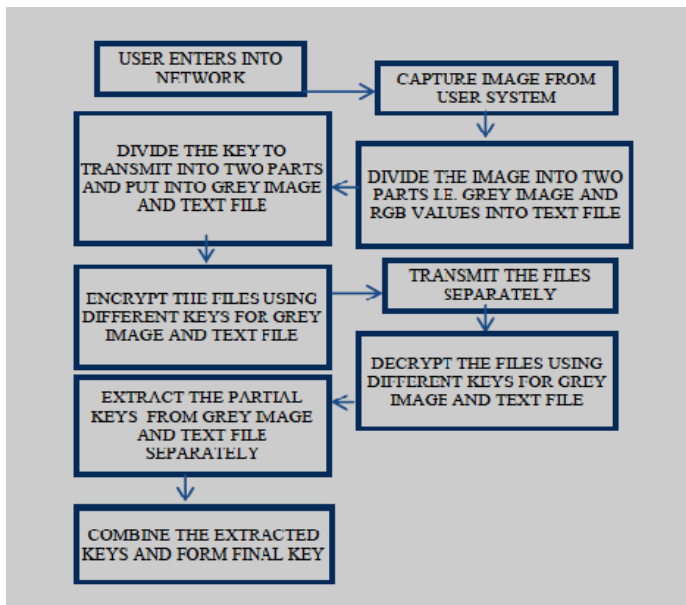 USER ENTERS INTO
NETWORK
CAPTURE IMAGE FROM
USER SYSTEM
DIVIDE THE IMAGE INTO TWO
PARTS I.E. GREY IMAGE AND
RGB VALUES INTO TEXT FILE
DIVIDE THE KEY TO
TRANSMIT INTO TWO PARTS
AND PUT INTO GREY IMAGE
AND TEXT FILE
ENCRYPT THE FILES USING
DIFFERENT KEYS FOR GREY
IMAGE AND TEXT FILE
TRANSMIT THE FILES
SEPARATELY
DECRYPT THE FILES USING
DIFFERENT KEYS FOR GREY
IMAGE AND TEXT FILE
EXTRACT THE PARTIAL
KEYS FROM GREY IMAGE
AND TEXT FILE
SEPARATELY
COMBINE THE EXTRACTED
KEYS AND FORM FINAL KEY